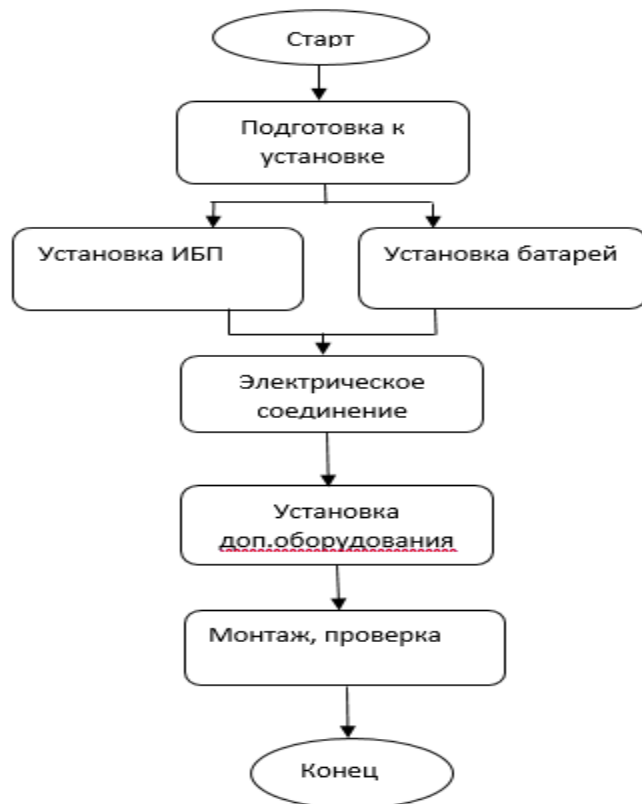 Старт
Подготовка к
установке
Установка ИБП
Установка батарей
Электрическое
соединение
Установка
доп.оборудования
Монтаж, проверка
Конец